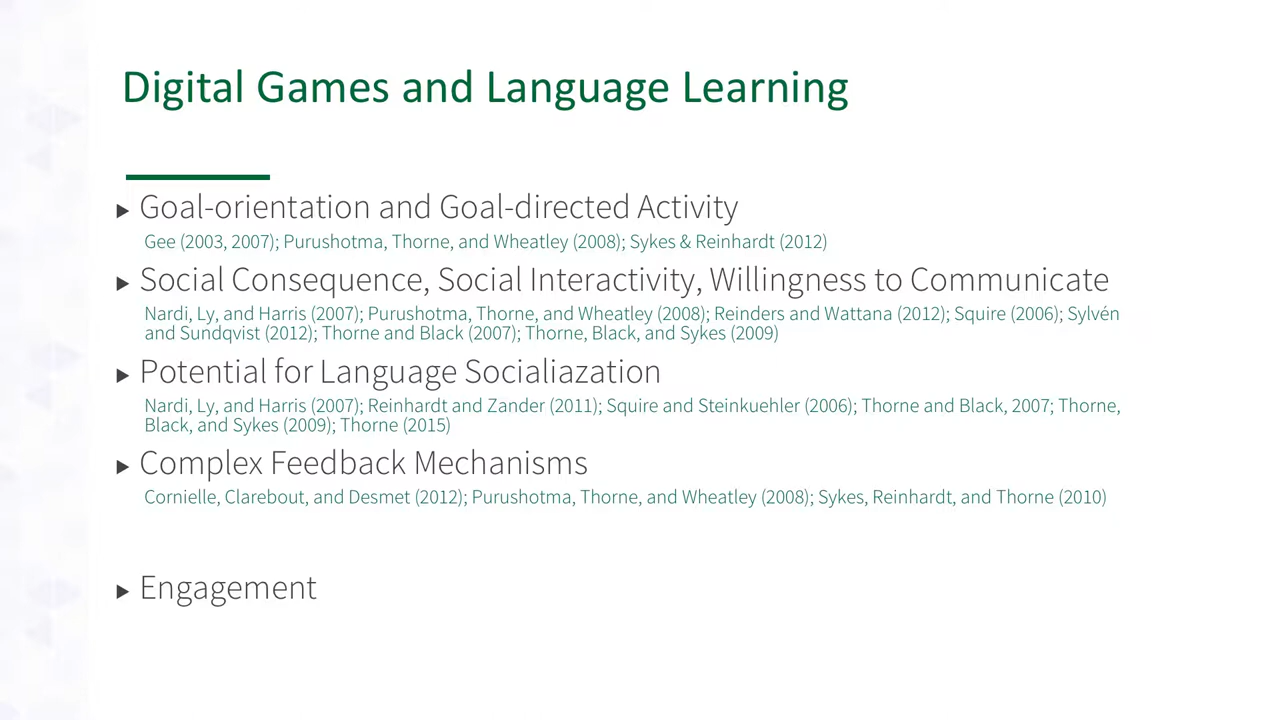 Digital Games and Language Learning
▶ Goal-orientation and Goal-directed Activity
Gee (2003, 2007); Purushotma, Thorne, and Wheatley (2008); Sykes & Reinhardt (2012)
▶ Social Consequence, Social Interactivity, Willingness to Communicate
Nardi, Ly, and Harris (2007); Purushotma, Thorne, and Wheatley (2008); Reinders and Wattana (2012); Squire (2006); Sylvén
and Sundqvist (2012); Thorne and Black (2007); Thorne, Black, and Sykes (2009)
▶ Potential for Language Socialiazation
Nardi, Ly, and Harris (2007); Reinhardt and Zander (2011); Squire and Steinkuehler (2006); Thorne and Black, 2007; Thorne,
Black, and Sykes (2009); Thorne (2015)
▶ Complex Feedback Mechanisms
Cornielle, Clarebout, and Desmet (2012); Purushotma, Thorne, and Wheatley (2008); Sykes, Reinhardt, and Thorne (2010)
▶ Engagement